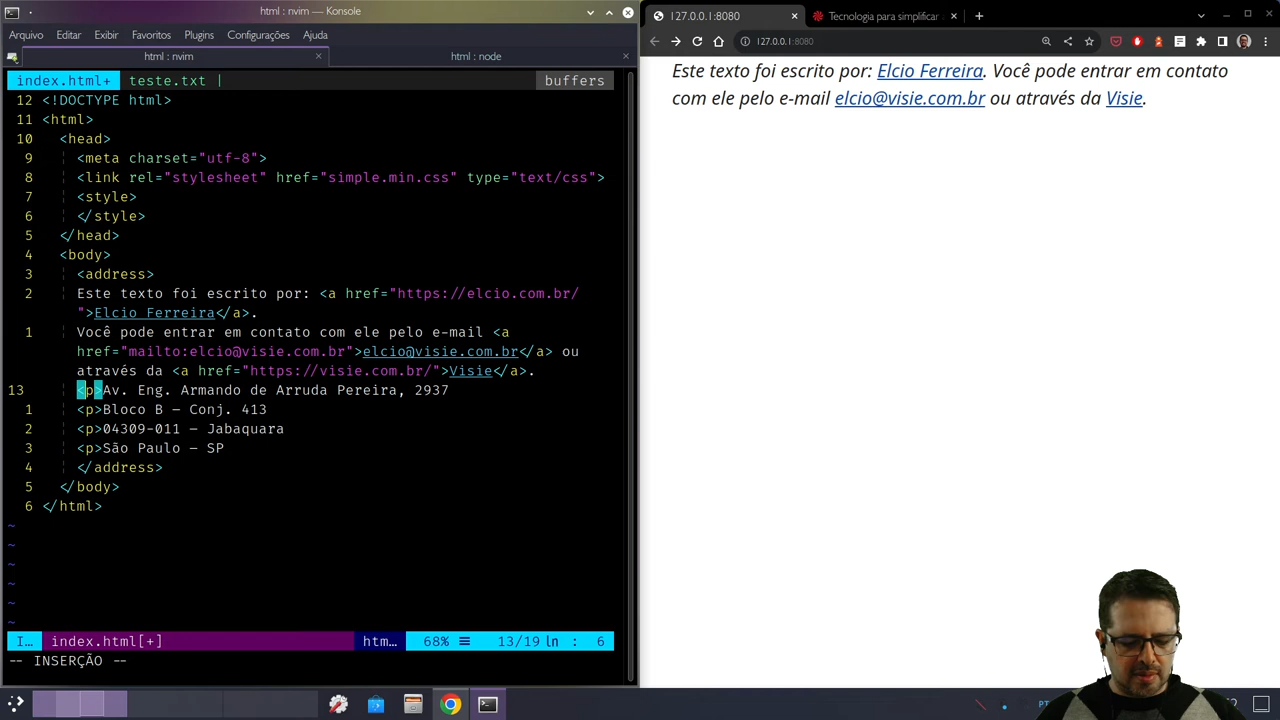 html : nvim — Konsole
Arquivo Editar Exibir Favoritos Plugins Configurações Ajuda
html : nvim
html : node
index.html+ teste.txt | buffers
12 <!DOCTYPE html>
11 <html>
10 <head>
9 <meta charset="utf-8">
8 <link rel="stylesheet" href="simple.min.css" type="text/css">
7 <style>
6 </style>
5 </head>
4 <body>
3 <address>
2 Este texto foi escrito por: <a href="https://elcio.com.br/
">Elcio Ferreira</a>.
1 Você pode entrar em contato com ele pelo e-mail <a
href="mailto:elcio@visie.com.br">elcio@visie.com.br</a> ou
através da <a href="https://visie.com.br/">Visie</a>.
13 <p>Av. Eng. Armando de Arruda Pereira, 2937
1 <p>Bloco B – Conj. 413
2 <p>04309-011 – Jabaquara
3 <p>São Paulo – SP
4 </address>
5 </body>
6 </html>
~
~
~
~
~
~
I… index.html[+] htm… 68% ≡ 13/19 ln : 6
-- INSERÇÃO --
127.0.0.1:8080
Tecnologia para simplificar
127.0.0.1:8080
Este texto foi escrito por: Elcio Ferreira. Você pode entrar em contato
com ele pelo e-mail elcio@visie.com.br ou através da Visie.